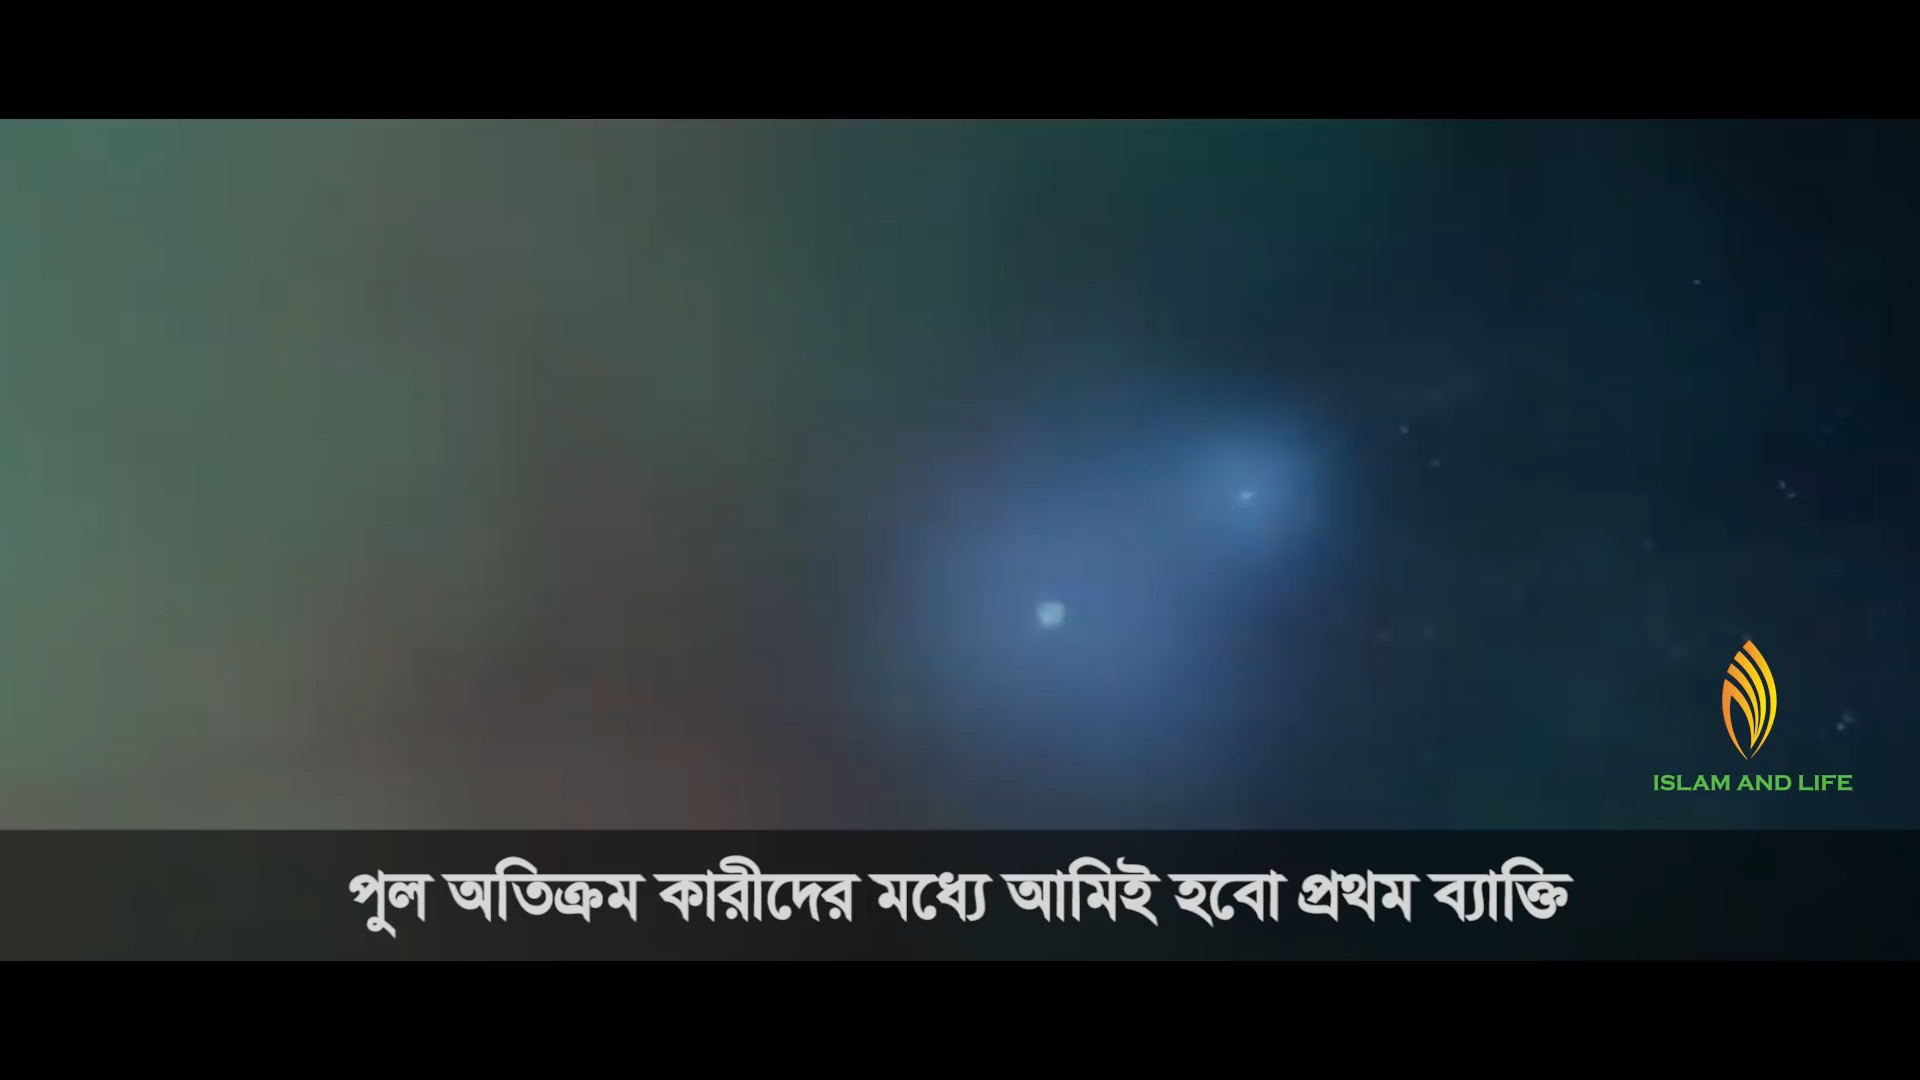 ISLAM AND LIFE
পুল অতিক্রম কারীদের মধ্যে আমিই হবো প্রথম ব্যাক্তি